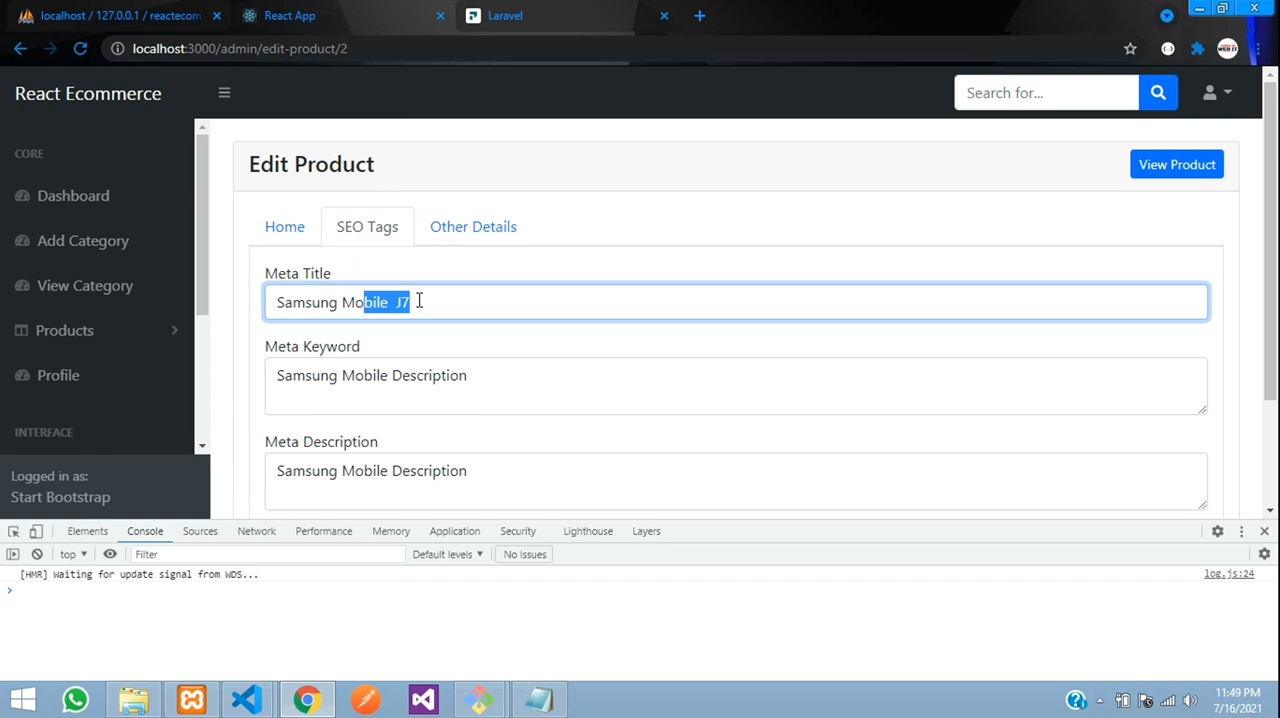 localhost / 127.0.0.1 / reactecom
React App
Laravel
localhost:3000/admin/edit-product/2
React Ecommerce
Search for...
CORE
Dashboard
Add Category
View Category
Products
Profile
INTERFACE
Logged in as:
Start Bootstrap
Edit Product
View Product
Home
SEO Tags
Other Details
Meta Title
Samsung Mobile  J7
Meta Keyword
Samsung Mobile Description
Meta Description
Samsung Mobile Description
Elements
Console
Sources
Network
Performance
Memory
Application
Security
Lighthouse
Layers
top
Filter
Default levels
No Issues
[HMR] Waiting for update signal from WDS...
log.js:24
11:49 PM
7/16/2021